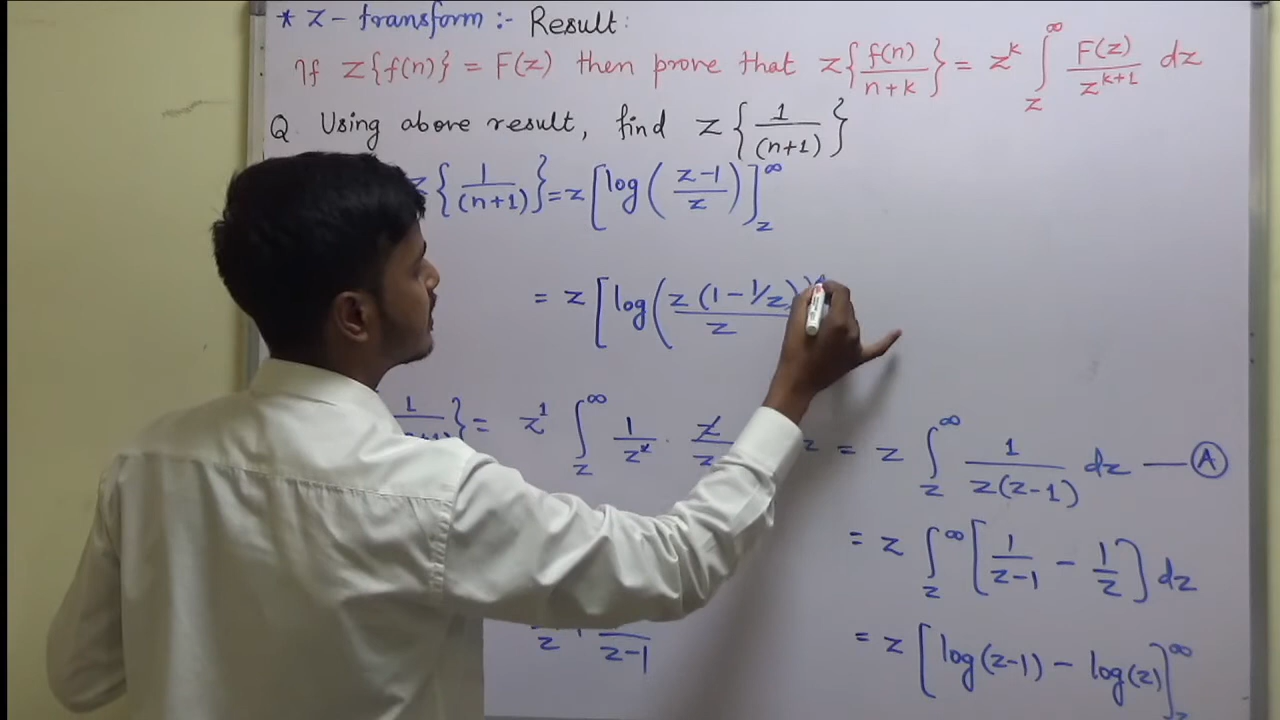 * Z - transform :- Result:
If Z{f(n)} = F(z) then prove that Z{f(n)/(n+k)} = z^k ∫_z^∞ F(z)/z^(k+1) dz
Q Using above result, find Z{1/(n+1)}
Z{1/(n+1)} = z[log((z-1)/z)]_z^∞
= z[log(z(1-1/z)/z)
1/ } = z^1 ∫_z^∞ 1/z^x . z/z
z = z ∫_z^∞ 1/(z(z-1)) dz — A
= z ∫_z^∞ [1/(z-1) - 1/z] dz
= z [log(z-1) - log(z)]_z^∞
z + /(z-1)